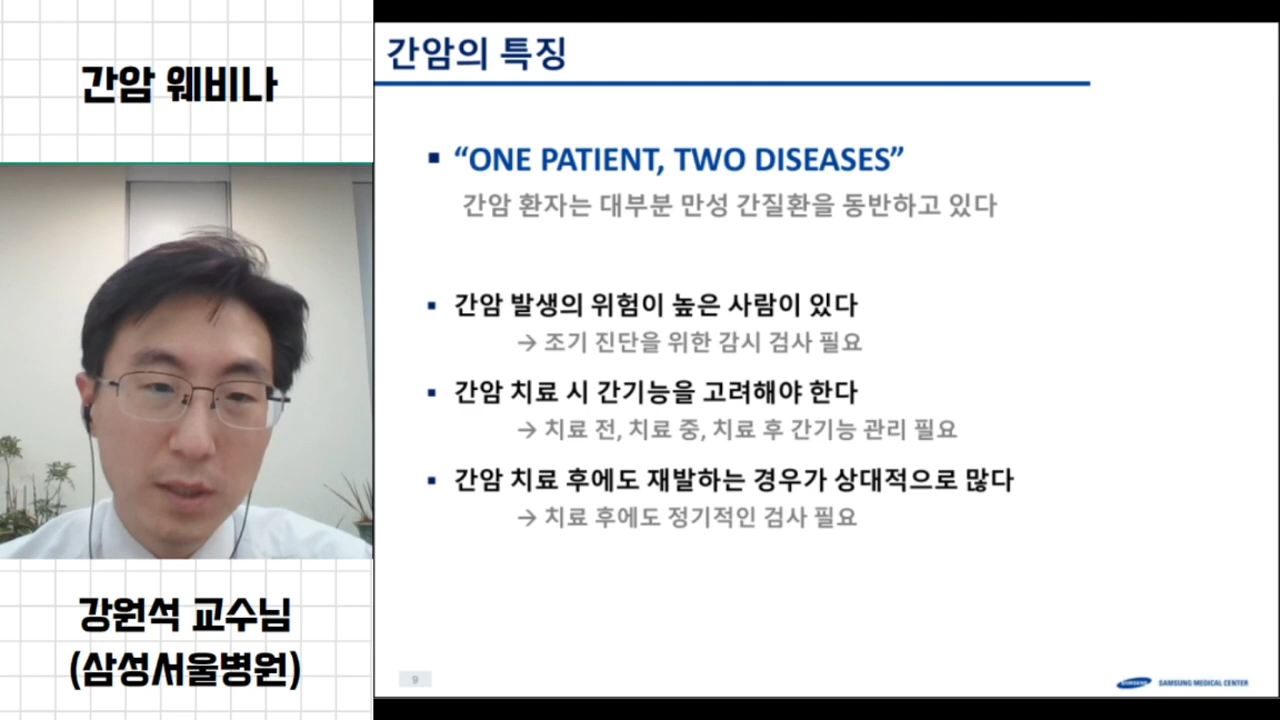 간암 웨비나
강원석 교수님
(삼성서울병원)
간암의 특징
▪ “ONE PATIENT, TWO DISEASES”
간암 환자는 대부분 만성 간질환을 동반하고 있다
▪ 간암 발생의 위험이 높은 사람이 있다
→ 조기 진단을 위한 감시 검사 필요
▪ 간암 치료 시 간기능을 고려해야 한다
→ 치료 전, 치료 중, 치료 후 간기능 관리 필요
▪ 간암 치료 후에도 재발하는 경우가 상대적으로 많다
→ 치료 후에도 정기적인 검사 필요
9
SAMSUNG SAMSUNG MEDICAL CENTER